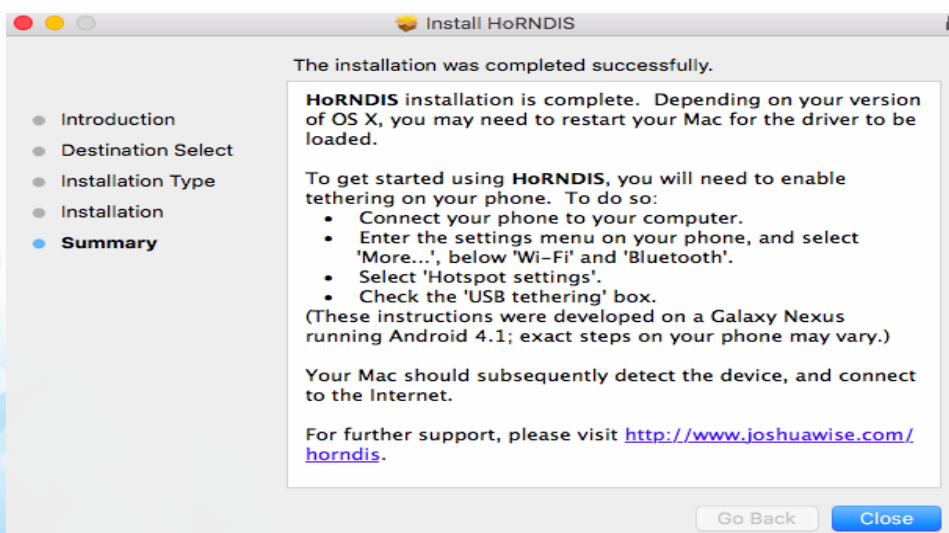 Install HoRNDIS
The installation was completed successfully.
Introduction
Destination Select
Installation Type
Installation
Summary
HoRNDIS installation is complete.  Depending on your version
of OS X, you may need to restart your Mac for the driver to be
loaded.
To get started using HoRNDIS, you will need to enable
tethering on your phone.  To do so:
• Connect your phone to your computer.
• Enter the settings menu on your phone, and select
'More...', below 'Wi-Fi' and 'Bluetooth'.
• Select 'Hotspot settings'.
• Check the 'USB tethering' box.
(These instructions were developed on a Galaxy Nexus
running Android 4.1; exact steps on your phone may vary.)
Your Mac should subsequently detect the device, and connect
to the Internet.
For further support, please visit http://www.joshuawise.com/
horndis.
Go Back
Close